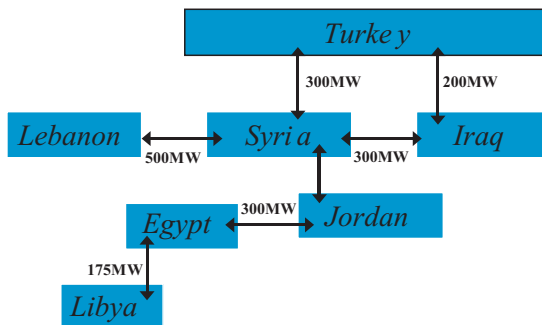 Turke y
300MW
200MW
Lebanon
Syri a
Iraq
500MW
300MW
300MW
Jordan
Egypt
175MW
Libya